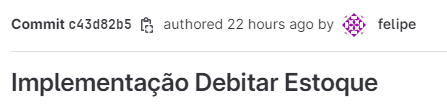 Commit c43d82b5 authored 22 hours ago by felipe
Implementação Debitar Estoque